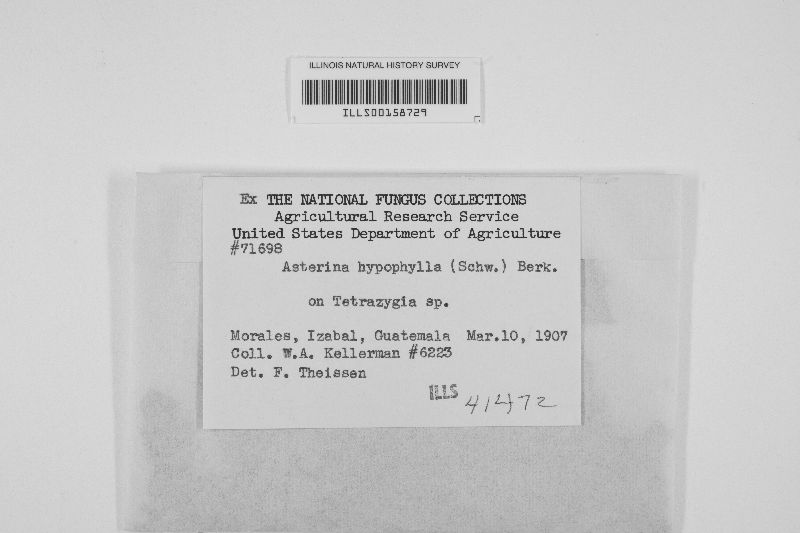 ILLINOIS NATURAL HISTORY SURVEY
ILLS00158729
Ex THE NATIONAL FUNGUS COLLECTIONS
Agricultural Research Service
United States Department of Agriculture
#71698
Asterina hypophylla (Schw.) Berk.
on Tetrazygia sp.
Morales, Izabal, Guatemala Mar.10, 1907
Coll. W.A. Kellerman #6223
Det. F. Theissen
ILLS 41472